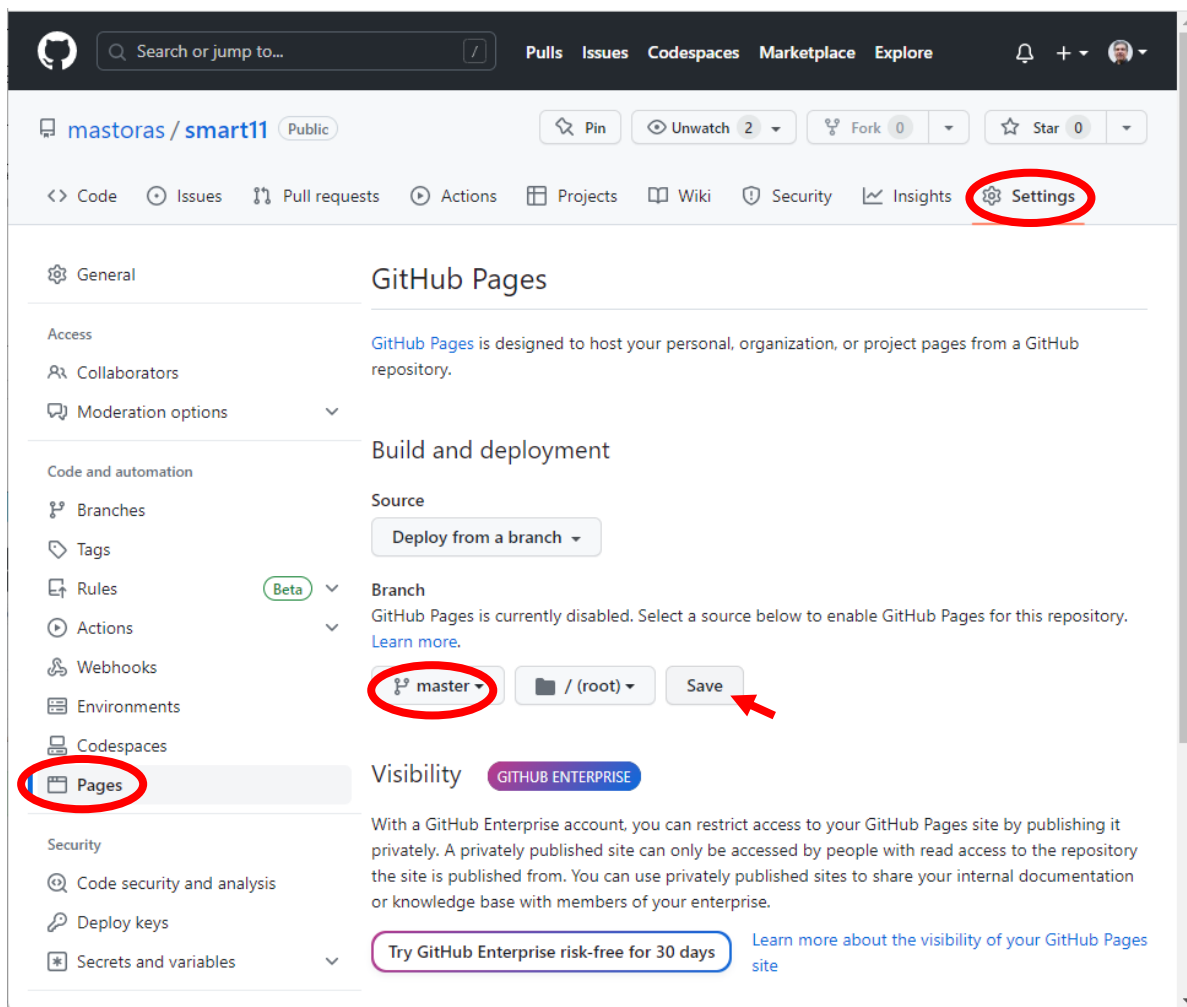 Search or jump to... /
Pulls Issues Codespaces Marketplace Explore
mastoras / smart11 Public
Pin Unwatch 2 Fork 0 Star 0
Code Issues Pull requests Actions Projects Wiki Security Insights Settings
General
Access
Collaborators
Moderation options
Code and automation
Branches
Tags
Rules Beta
Actions
Webhooks
Environments
Codespaces
Pages
Security
Code security and analysis
Deploy keys
Secrets and variables
GitHub Pages
GitHub Pages is designed to host your personal, organization, or project pages from a GitHub
repository.
Build and deployment
Source
Deploy from a branch
Branch
GitHub Pages is currently disabled. Select a source below to enable GitHub Pages for this repository.
Learn more.
master / (root) Save
Visibility GITHUB ENTERPRISE
With a GitHub Enterprise account, you can restrict access to your GitHub Pages site by publishing it
privately. A privately published site can only be accessed by people with read access to the repository
the site is published from. You can use privately published sites to share your internal documentation
or knowledge base with members of your enterprise.
Try GitHub Enterprise risk-free for 30 days
Learn more about the visibility of your GitHub Pages
site